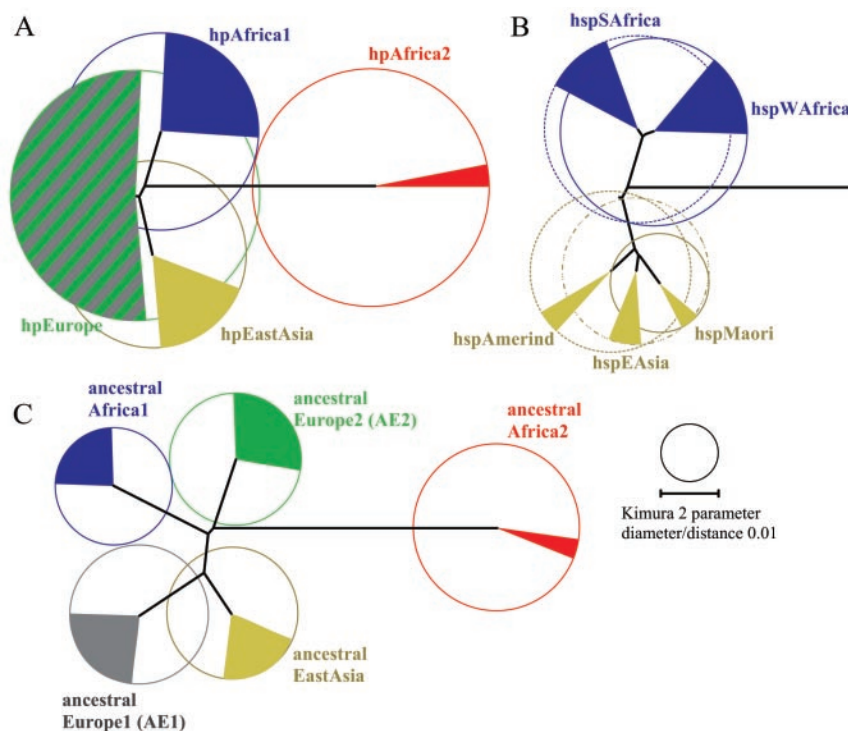 A
hpAfrica1
hpAfrica2
hpEurope
hpEastAsia
B
hspSAfrica
hspWAfrica
hspAmerind
hspEAsia
hspMaori
C
ancestral
Africa1
ancestral
Europe2 (AE2)
ancestral
Africa2
ancestral
Europe1 (AE1)
ancestral
EastAsia
Kimura 2 parameter
diameter/distance 0.01